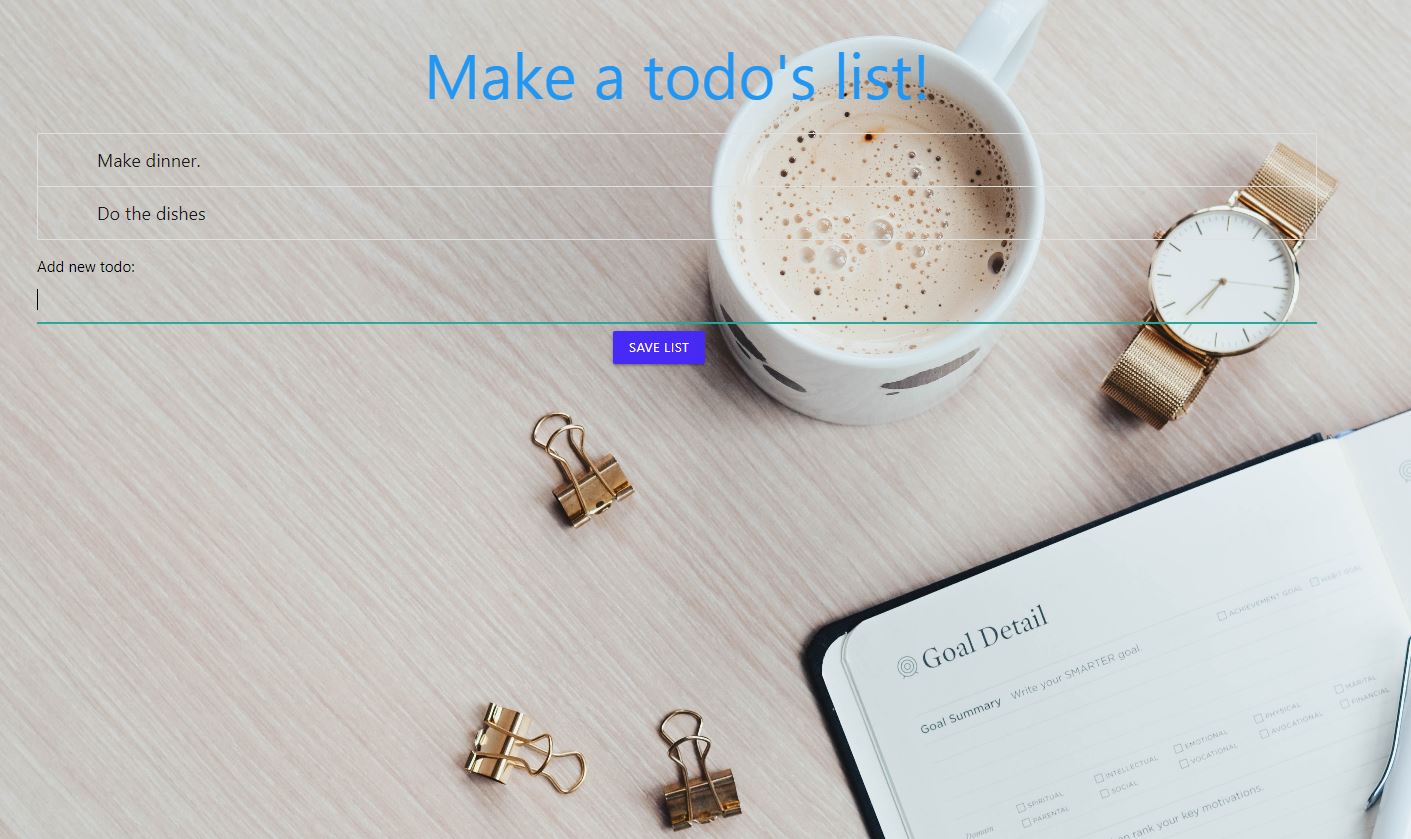 Make a todo's list!
Make dinner.
Do the dishes
Add new todo:
SAVE LIST
Goal Detail
ACHIEVEMENT GOAL HABIT GOAL
Goal Summary Write your SMARTER goal.
MARITAL
PHYSICAL FINANCIAL
EMOTIONAL AVOCATIONAL
INTELLECTUAL VOCATIONAL
SPIRITUAL SOCIAL
Domain PARENTAL
rank your key motivations.